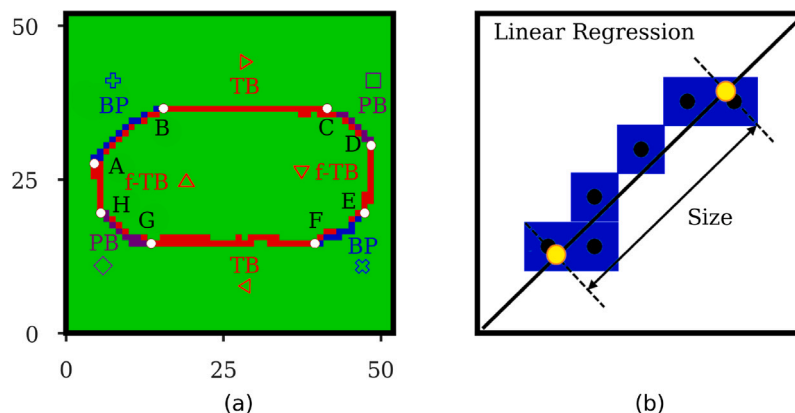 50
25
0
0
25
50
TB
BP
PB
B
C
D
A
f-TB
f-TB
H
E
G
F
PB
TB
BP
(a)
Linear Regression
Size
(b)